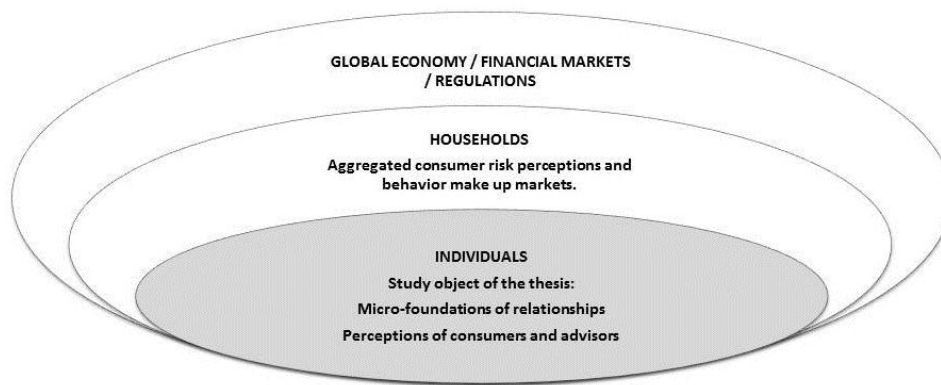 GLOBAL ECONOMY / FINANCIAL MARKETS
/ REGULATIONS
HOUSEHOLDS
Aggregated consumer risk perceptions and
behavior make up markets.
INDIVIDUALS
Study object of the thesis:
Micro-foundations of relationships
Perceptions of consumers and advisors